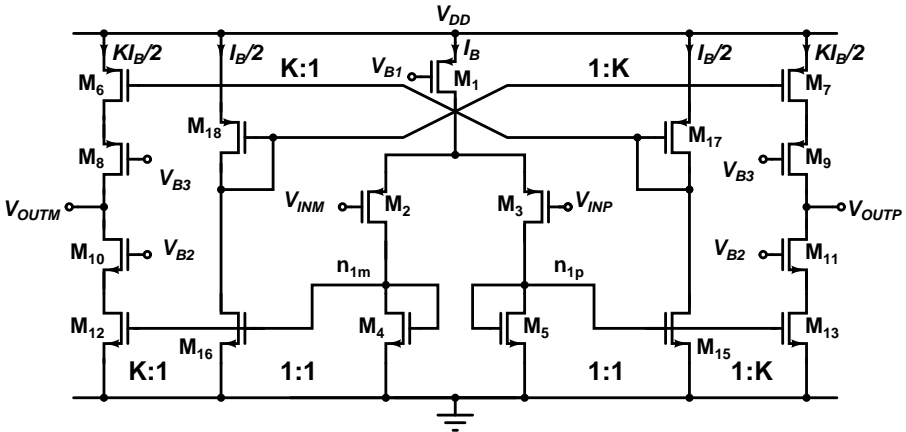 V_DD
KI_B/2 I_B/2 K:1 I_B 1:K I_B/2 KI_B/2
V_B1 M_1
M_6 M_7
M_18 M_17
M_8 M_9
V_B3 V_B3
V_OUTM V_INM M_2 M_3 V_INP V_OUTP
M_10 V_B2 V_B2 M_11
n_1m n_1p
M_12 M_16 M_4 M_5 M_15 M_13
K:1 1:1 1:1 1:K